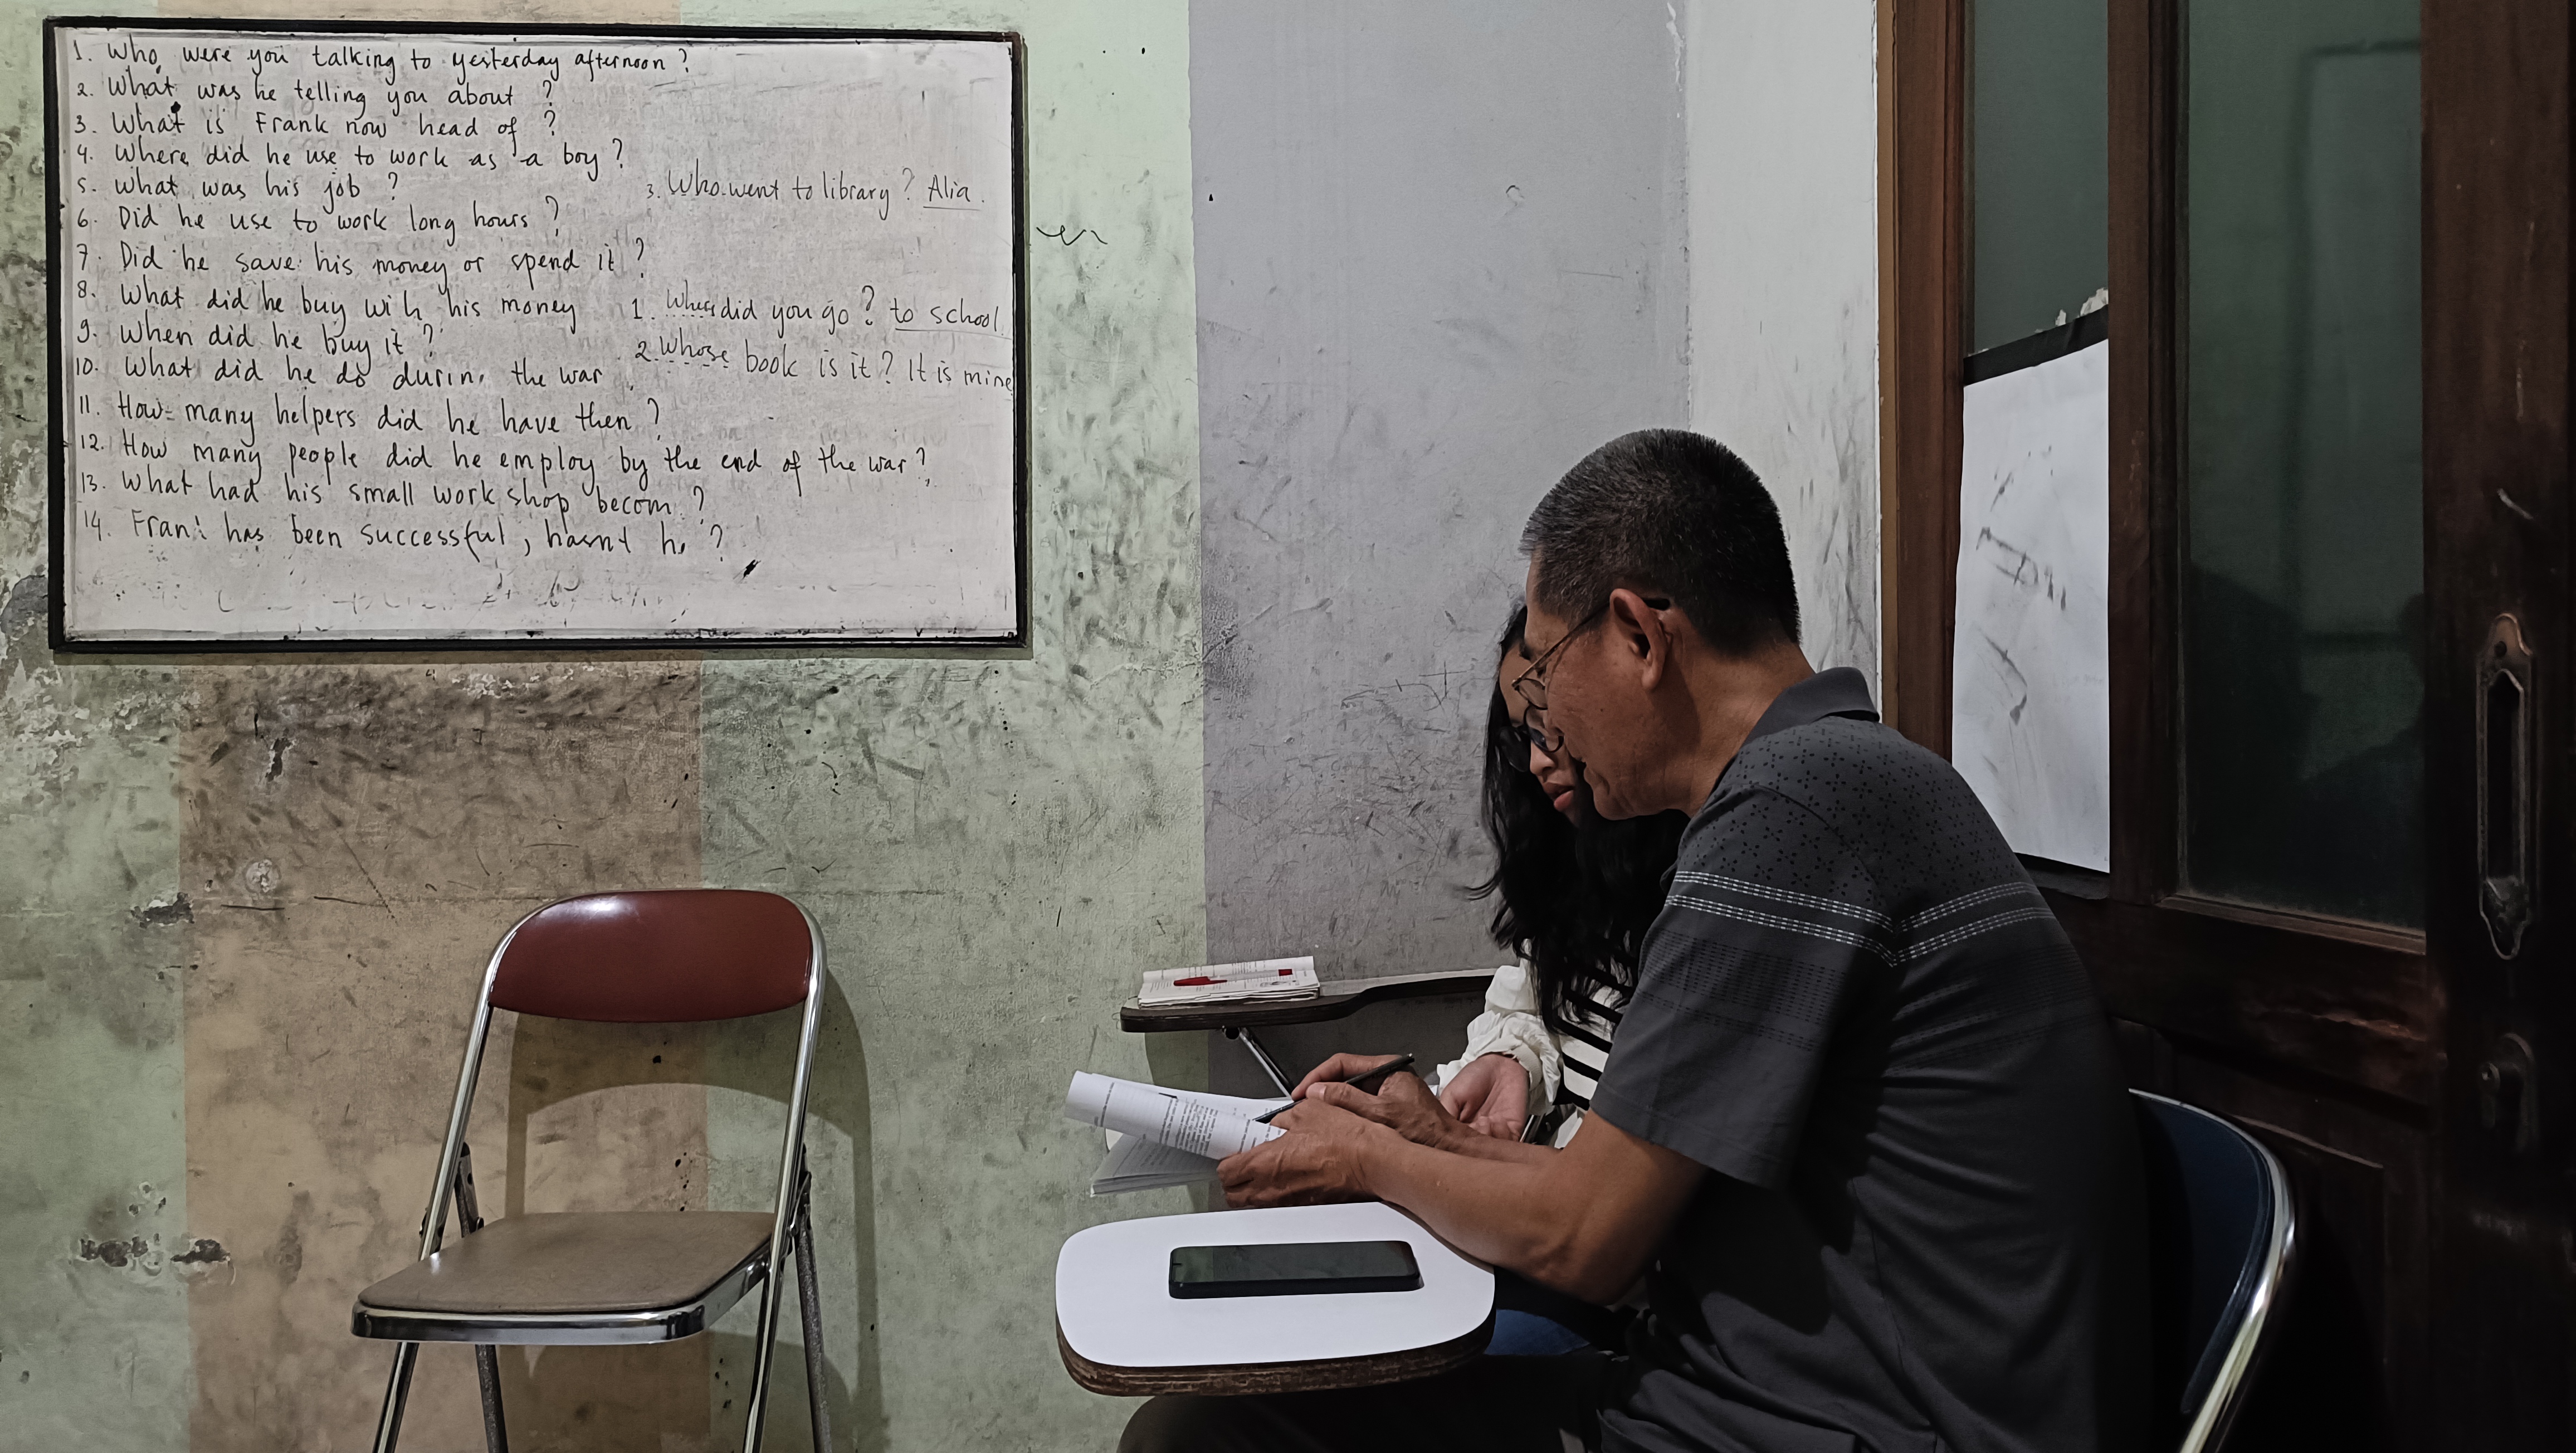 1. Who were you talking to yesterday afternoon ?
2. What was he telling you about ?
3. What is Frank now head of ?
4. Where did he use to work as a boy ?
5. What was his job ?
6. Did he use to work long hours ?
7. Did he save his money or spend it ?
8. What did he buy with his money
9. When did he buy it ?
10. What did he do durin the war
11. How many helpers did he have then ?
12. How many people did he employ by the end of the war ?
13. What had his small work shop becom ?
14. Fran has been successful, hasnt h ?
3. Who went to library ? Alia.
1. did you go ? to school
2. Whose book is it ? It is mine